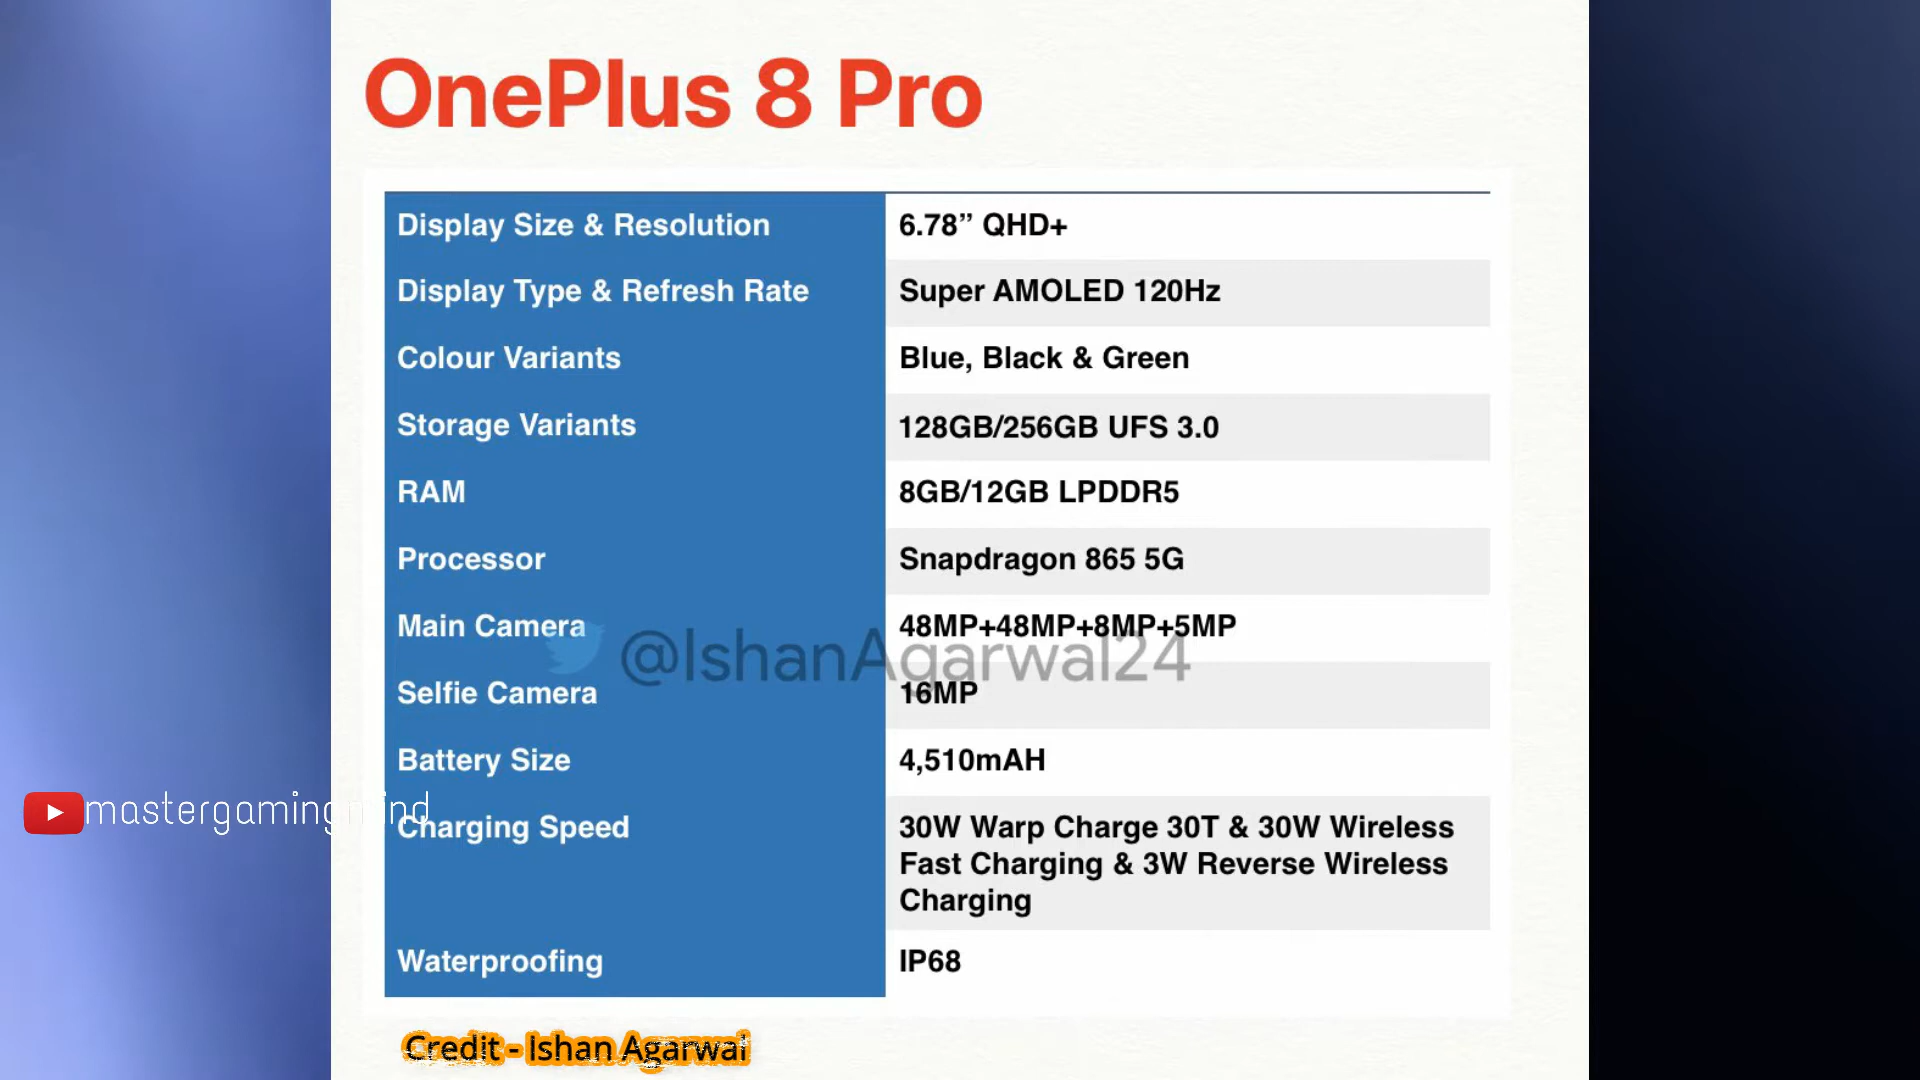 OnePlus 8 Pro
Display Size & Resolution 6.78” QHD+
Display Type & Refresh Rate Super AMOLED 120Hz
Colour Variants Blue, Black & Green
Storage Variants 128GB/256GB UFS 3.0
RAM 8GB/12GB LPDDR5
Processor Snapdragon 865 5G
Main Camera 48MP+48MP+8MP+5MP
@IshanAgarwal24
Selfie Camera 16MP
Battery Size 4,510mAH
mastergamingmind
Charging Speed 30W Warp Charge 30T & 30W Wireless
Fast Charging & 3W Reverse Wireless
Charging
Waterproofing IP68
Credit - Ishan Agarwal